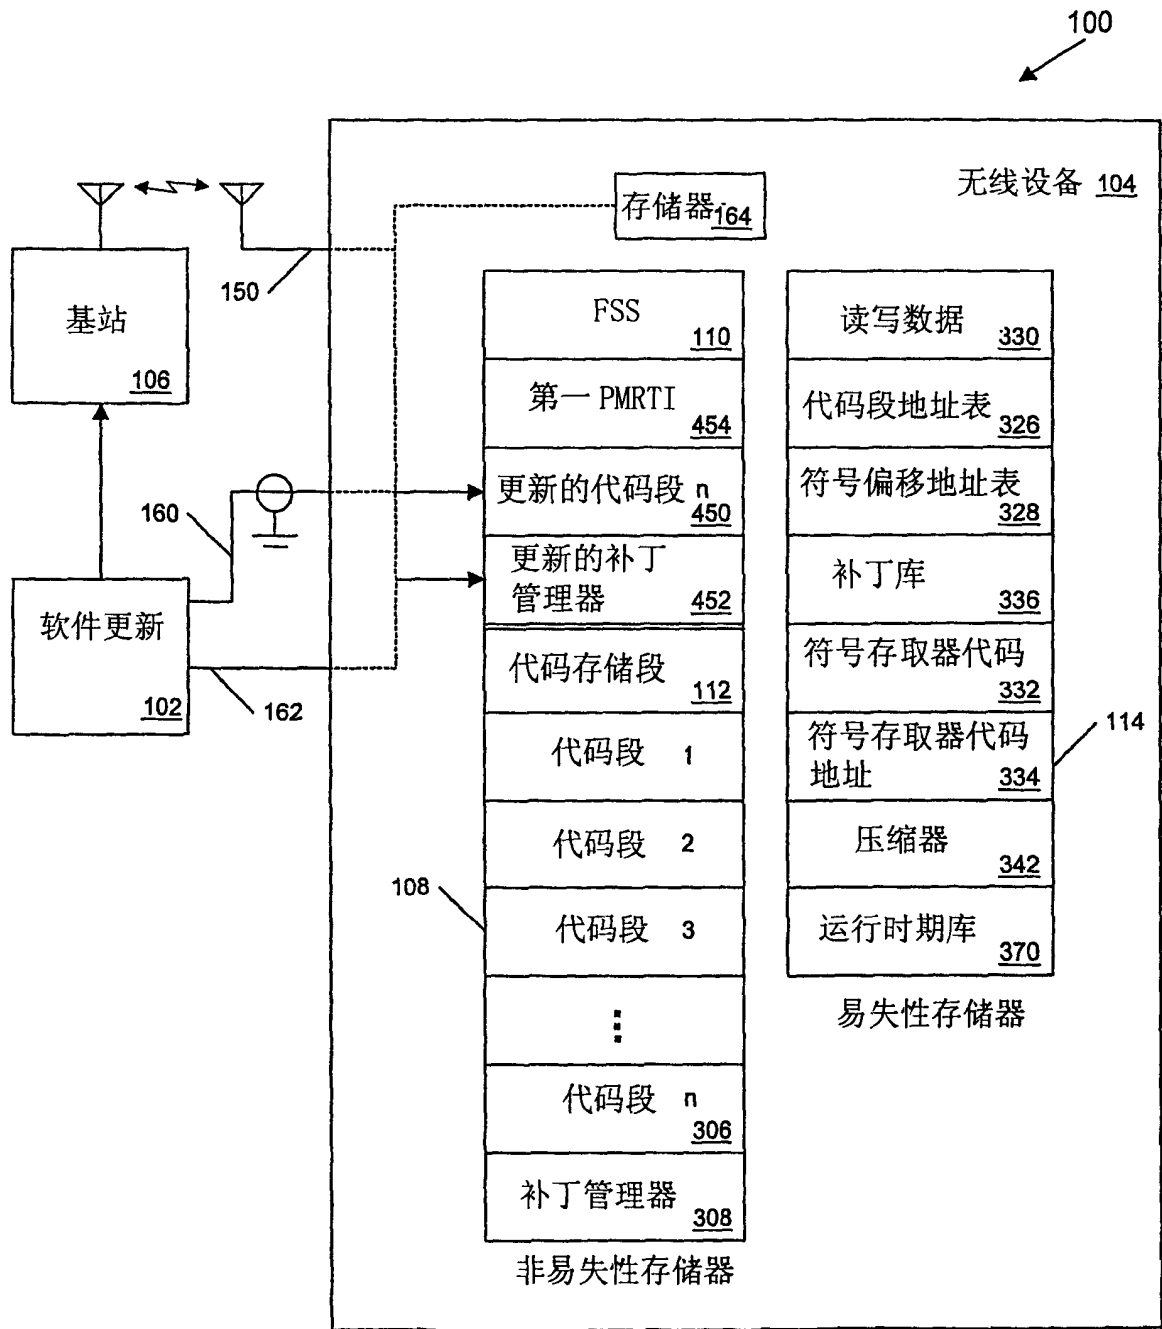 100
无线设备 104
存储器 164
150
基站
106
FSS
110
第一 PMRTI
454
更新的代码段 n
450
更新的补丁
管理器 452
代码存储段
112
代码段 1
代码段 2
代码段 3
代码段 n
306
补丁管理器
308
非易失性存储器
108
160
软件更新
102
162
读写数据 330
代码段地址表
326
符号偏移地址表
328
补丁库
336
符号存取器代码
332
符号存取器代码
地址 334
114
压缩器
342
运行时期库
370
易失性存储器